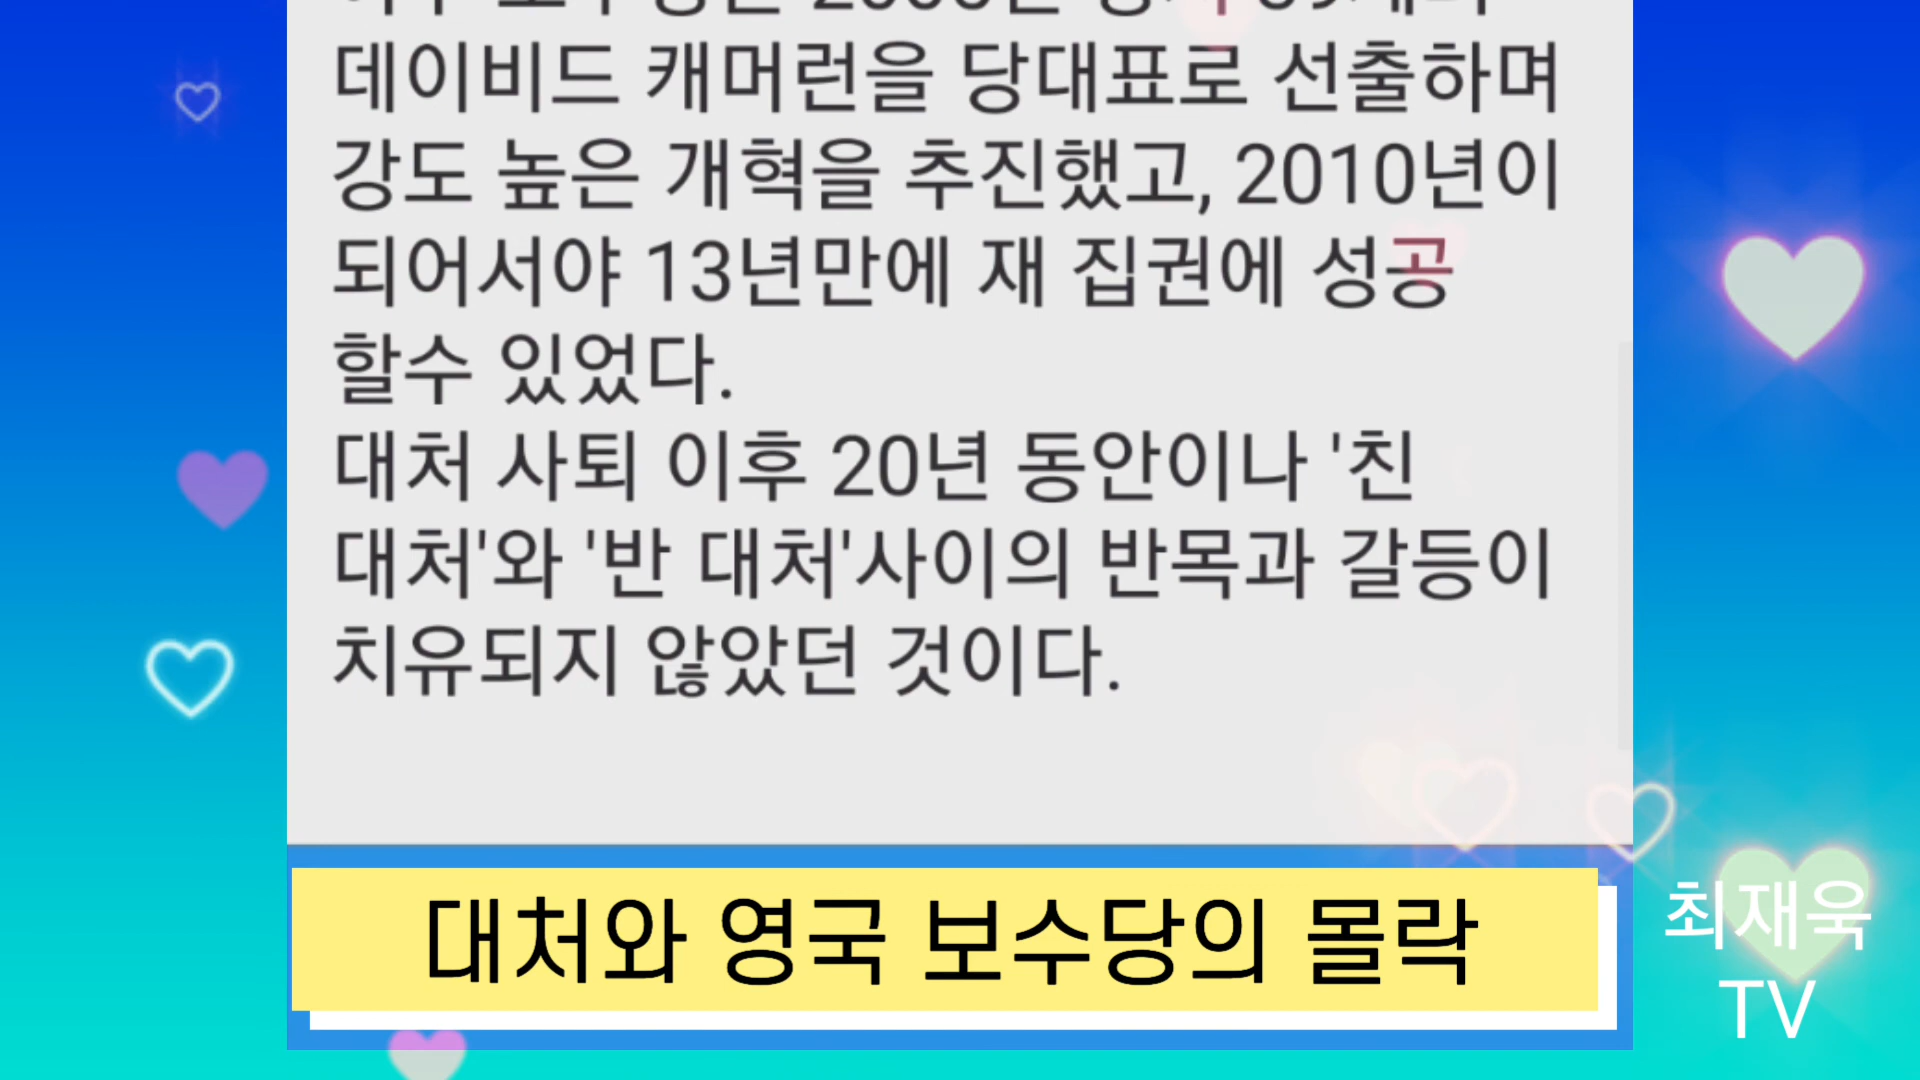 데이비드 캐머런을 당대표로 선출하며
강도 높은 개혁을 추진했고, 2010년이
되어서야 13년만에 재 집권에 성공
할수 있었다.
대처 사퇴 이후 20년 동안이나 '친
대처'와 '반 대처'사이의 반목과 갈등이
치유되지 않았던 것이다.
대처와 영국 보수당의 몰락
최재욱
TV